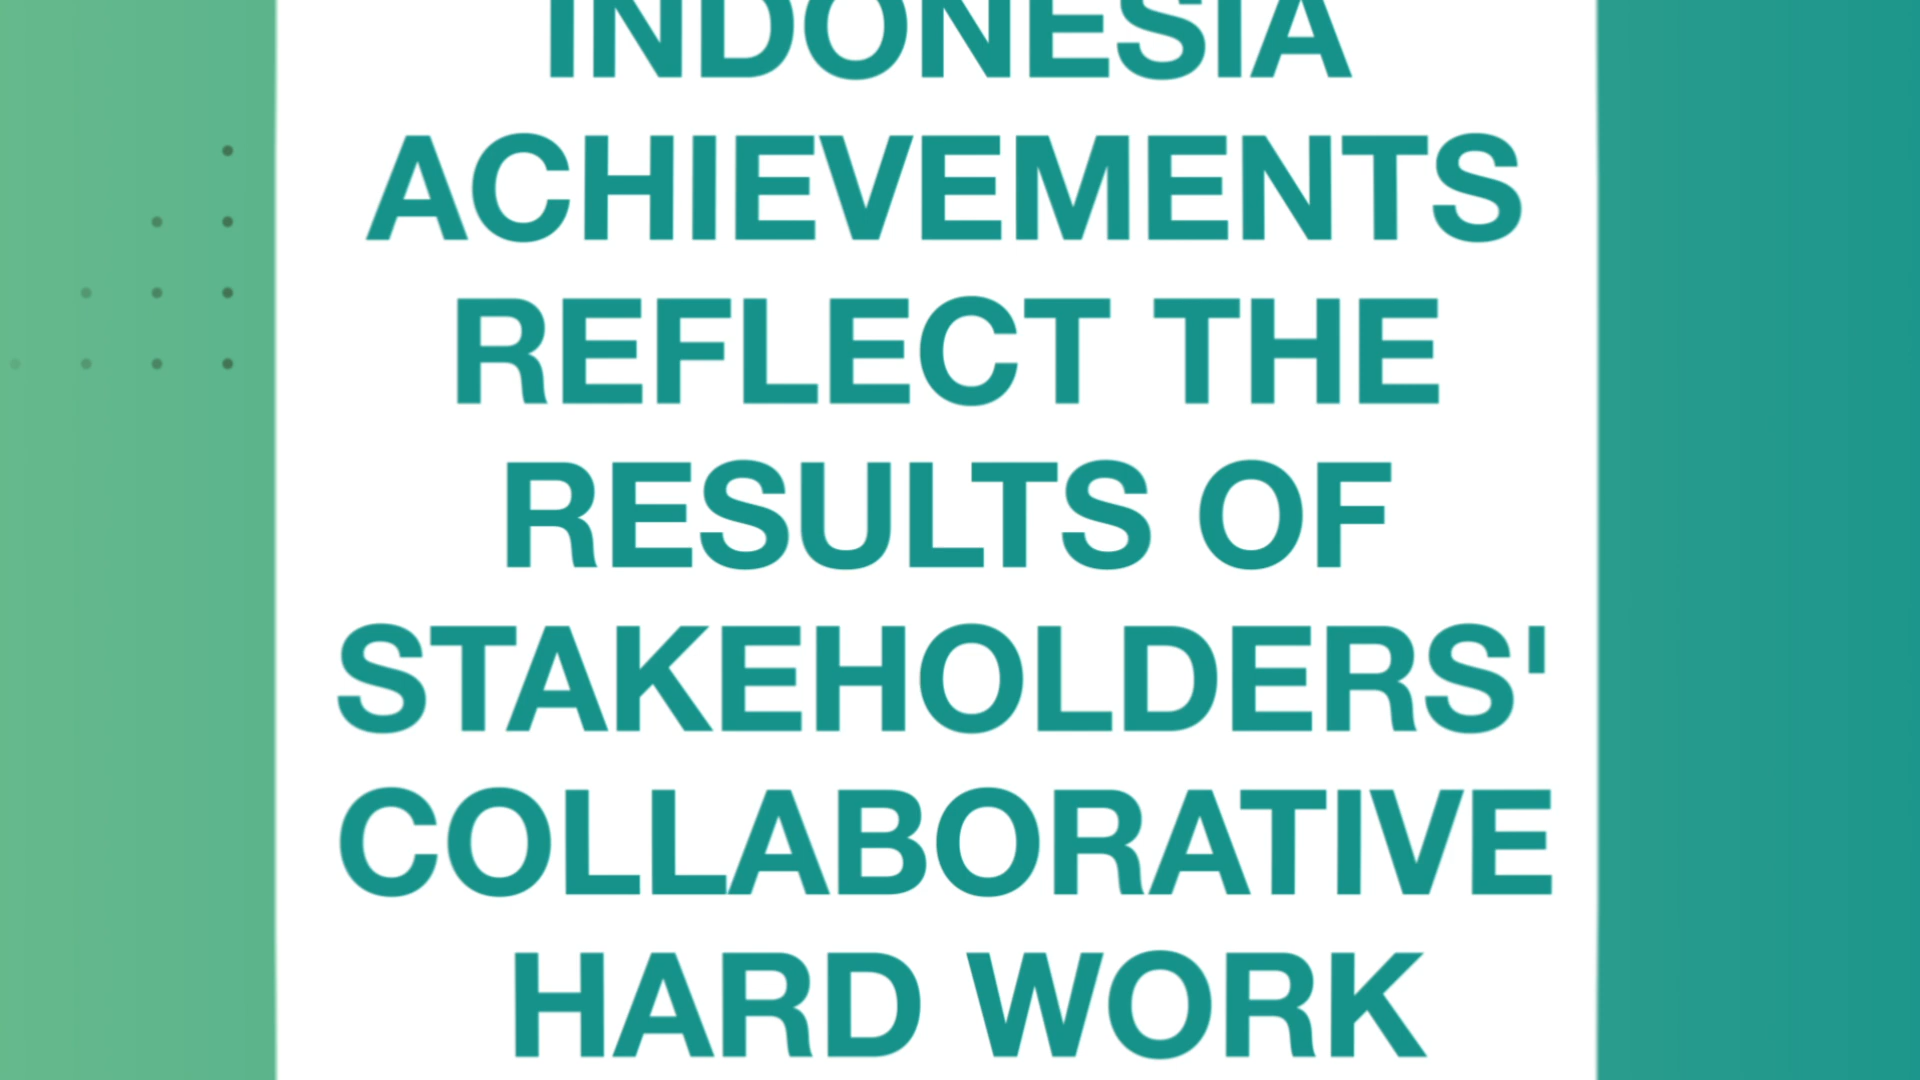 INDONESIA
ACHIEVEMENTS
REFLECT THE
RESULTS OF
STAKEHOLDERS'
COLLABORATIVE
HARD WORK